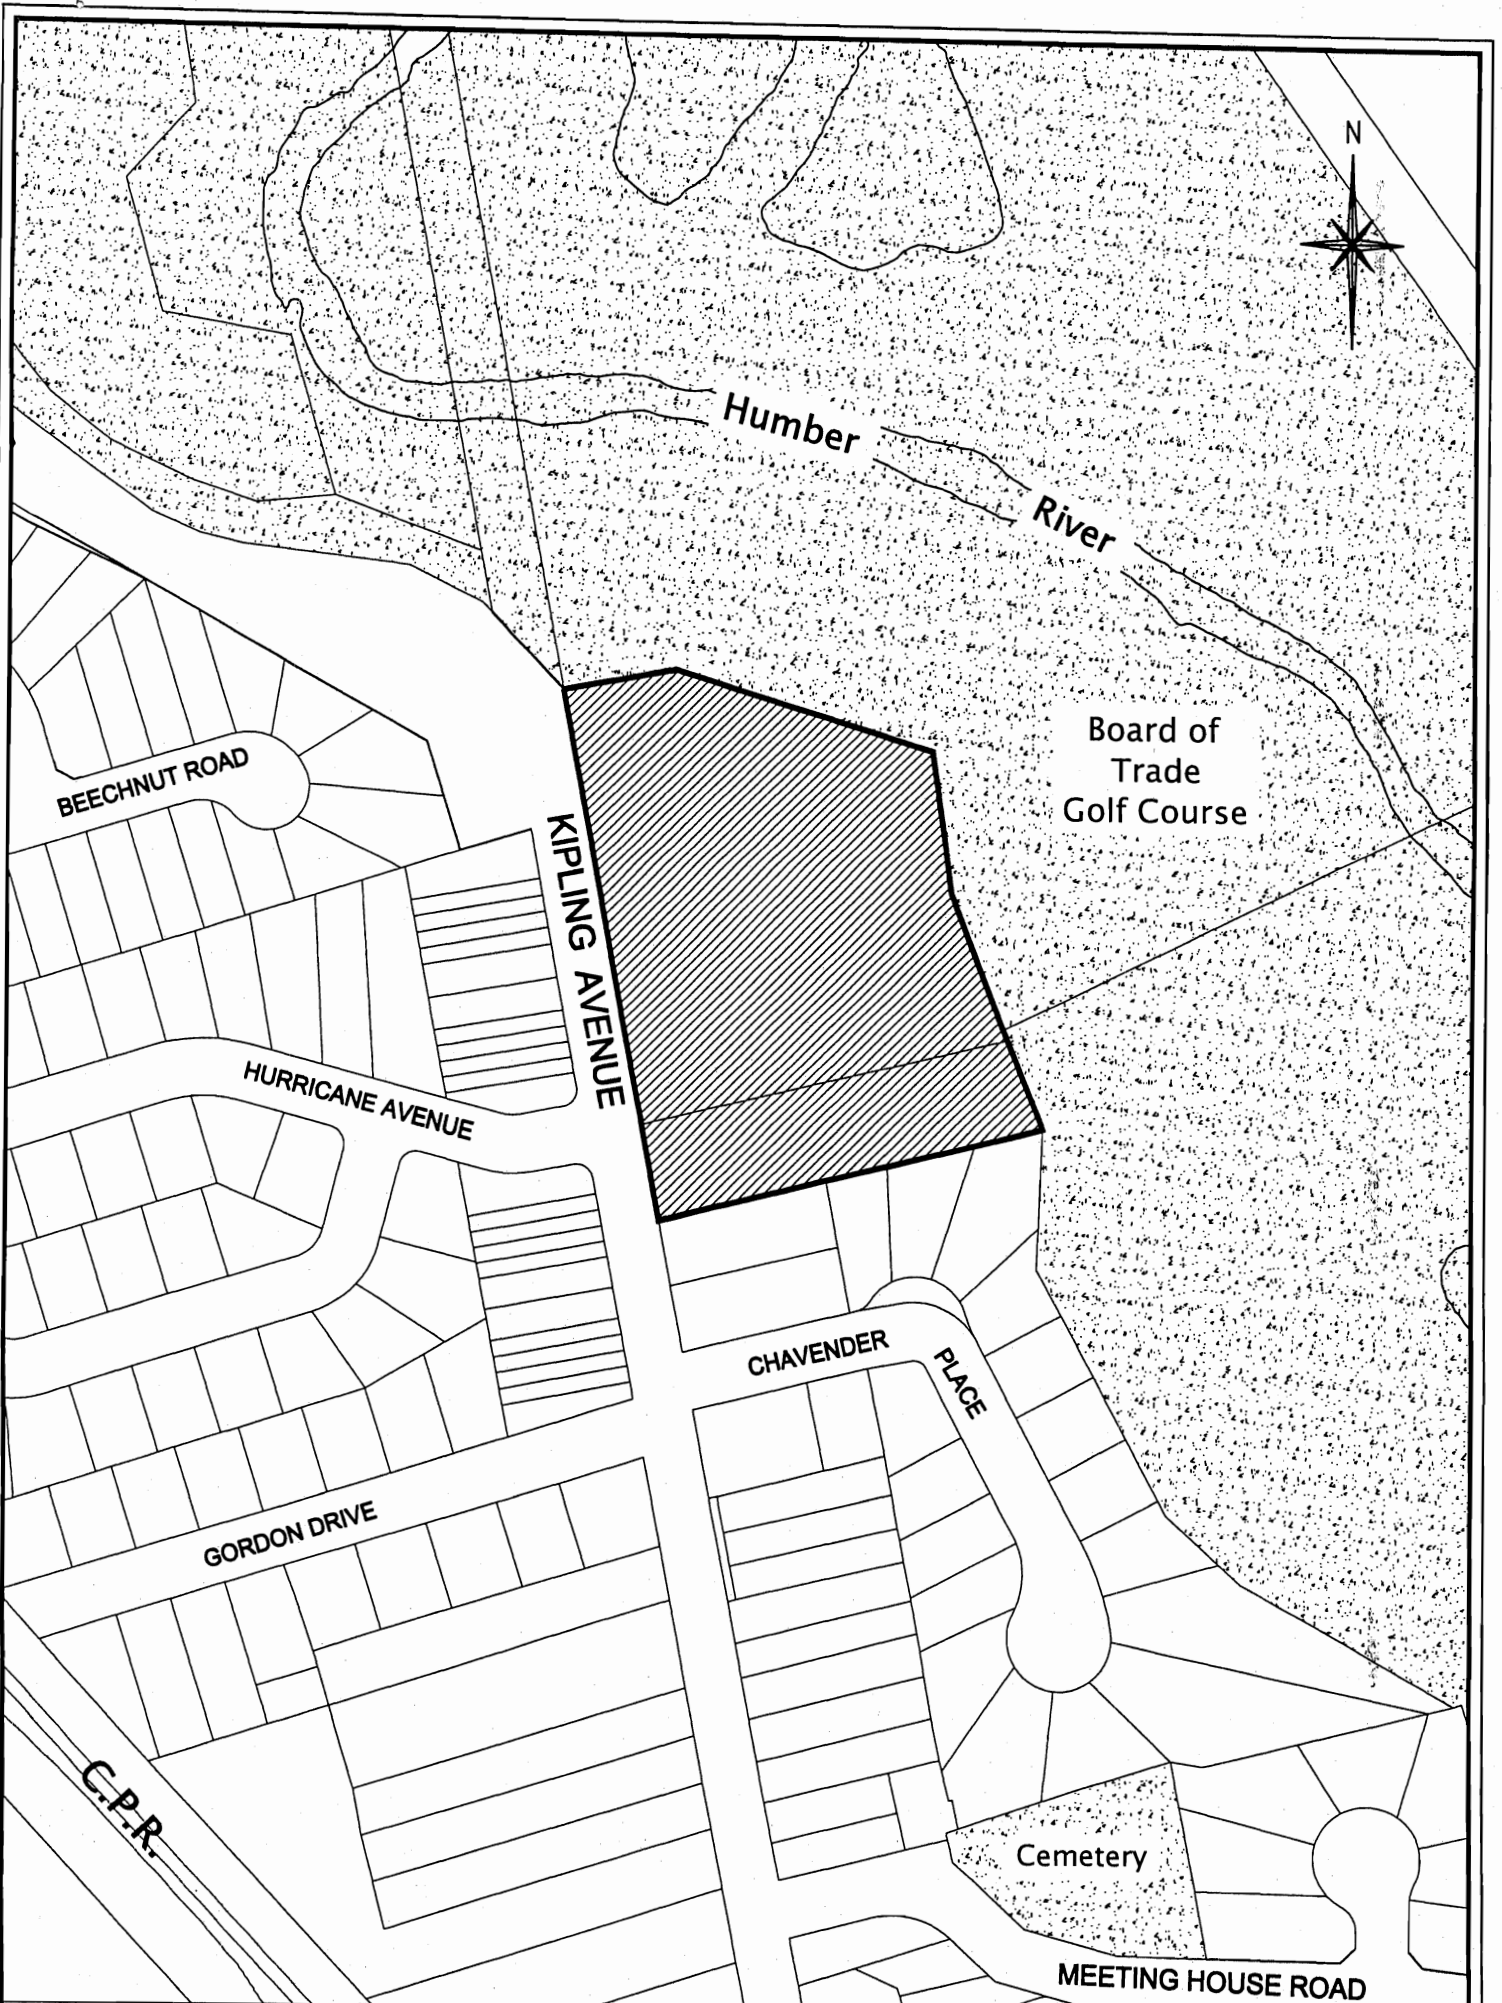 N
Humber
River
Board of
Trade
Golf Course
BEECHNUT ROAD
KIPLING AVENUE
HURRICANE AVENUE
CHAVENDER
PLACE
GORDON DRIVE
C.P.R.
Cemetery
MEETING HOUSE ROAD